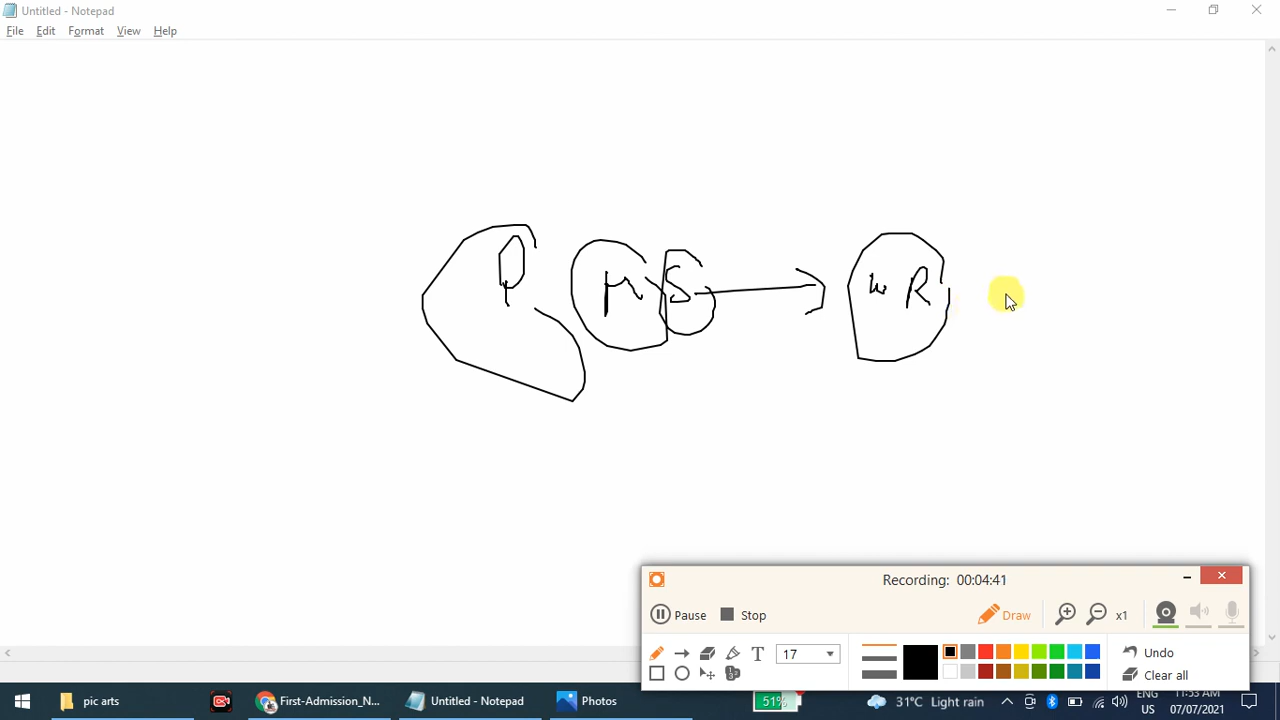 Untitled - Notepad
File Edit Format View Help
P M S → w R
Recording: 00:04:41
Pause Stop Draw x1
T 17 Undo
Clear all
pic arts First-Admission_N... Untitled - Notepad Photos 51% 31°C Light rain ENG US 11:53 AM 07/07/2021